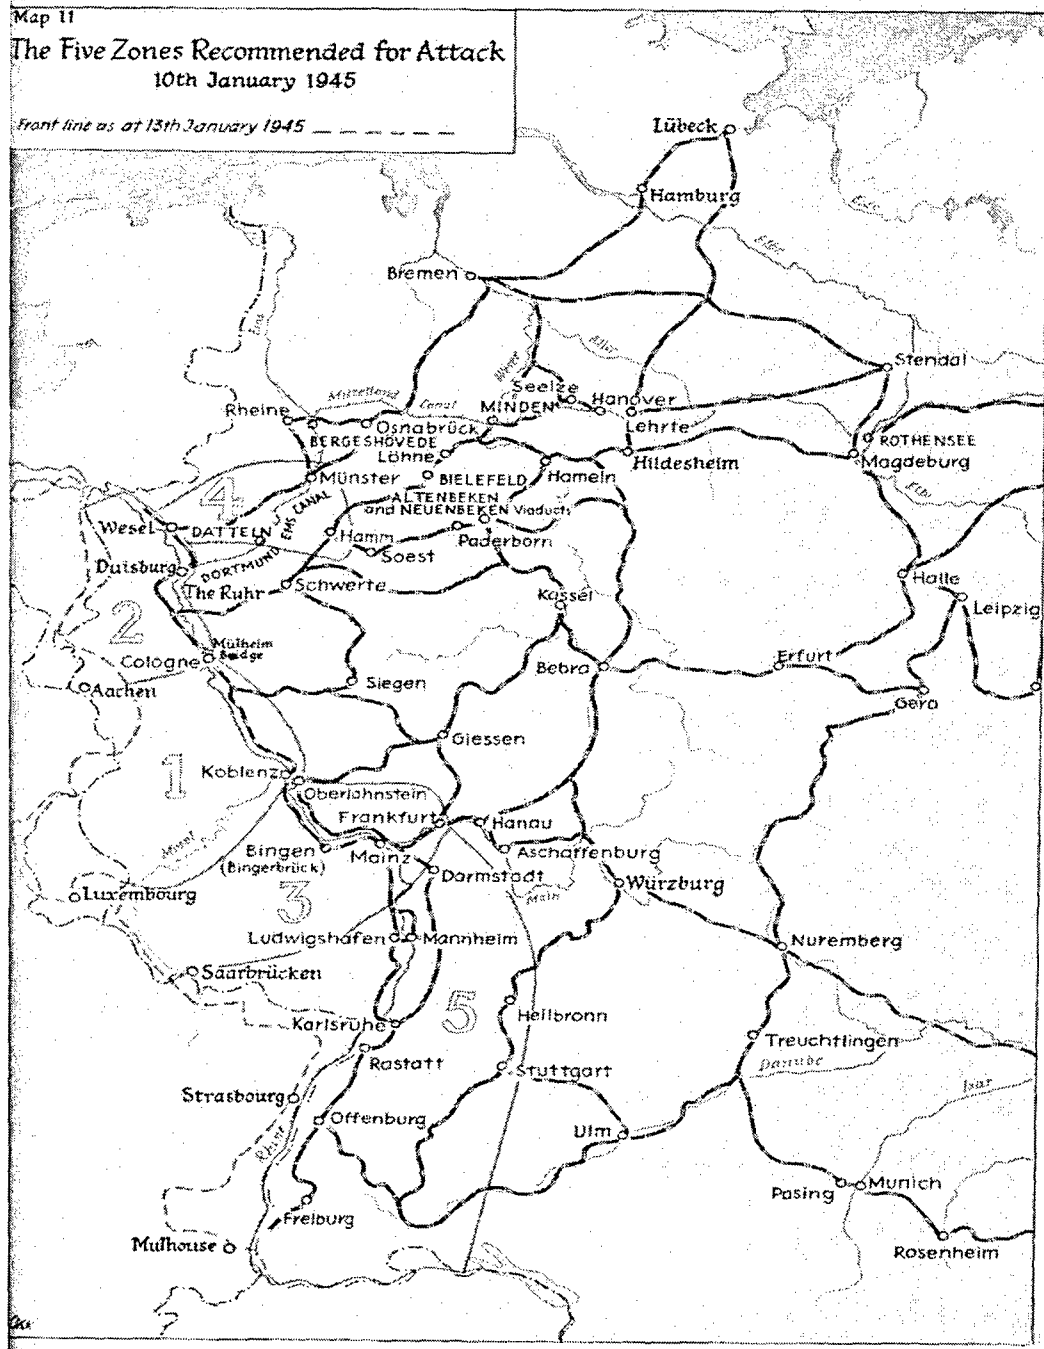 Map 11
The Five Zones Recommended for Attack
10th January 1945
Front line as at 13th January 1945
Lübeck
Hamburg
Elbe
Bremen
Ems
Weser
Aller
Stendal
Mittelland
Canal
Seelze
Hanover
MINDEN
Rheine
Osnabrück
Lehrte
BERGESHÖVEDE
ROTHENSEE
Löhne
Hildesheim
Magdeburg
Hameln
Münster
BIELEFELD
4
ALTENBEKEN
and NEUENBEKEN Viaducts
Wesel
DATTELN
DORTMUND EMS CANAL
Hamm
Paderborn
Soest
Duisburg
The Ruhr
Schwerte
Halle
Kassel
Leipzig
2
Mülheim
Bridge
Cologne
Bebra
Erfurt
Aachen
Siegen
Gera
Giessen
1
Koblenz
Oberlahnstein
Frankfurt
Hanau
Mosel
Bingen
(Bingerbrück)
Mainz
Aschaffenburg
Darmstadt
Main
Würzburg
Luxembourg
3
Ludwigshafen
Mannheim
Nuremberg
Saarbrücken
5
Heilbronn
Karlsruhe
Rastatt
Treuchtlingen
Danube
Stuttgart
Isar
Strasbourg
Offenburg
Ulm
Rhine
Pasing
Munich
Freiburg
Mulhouse
Rosenheim